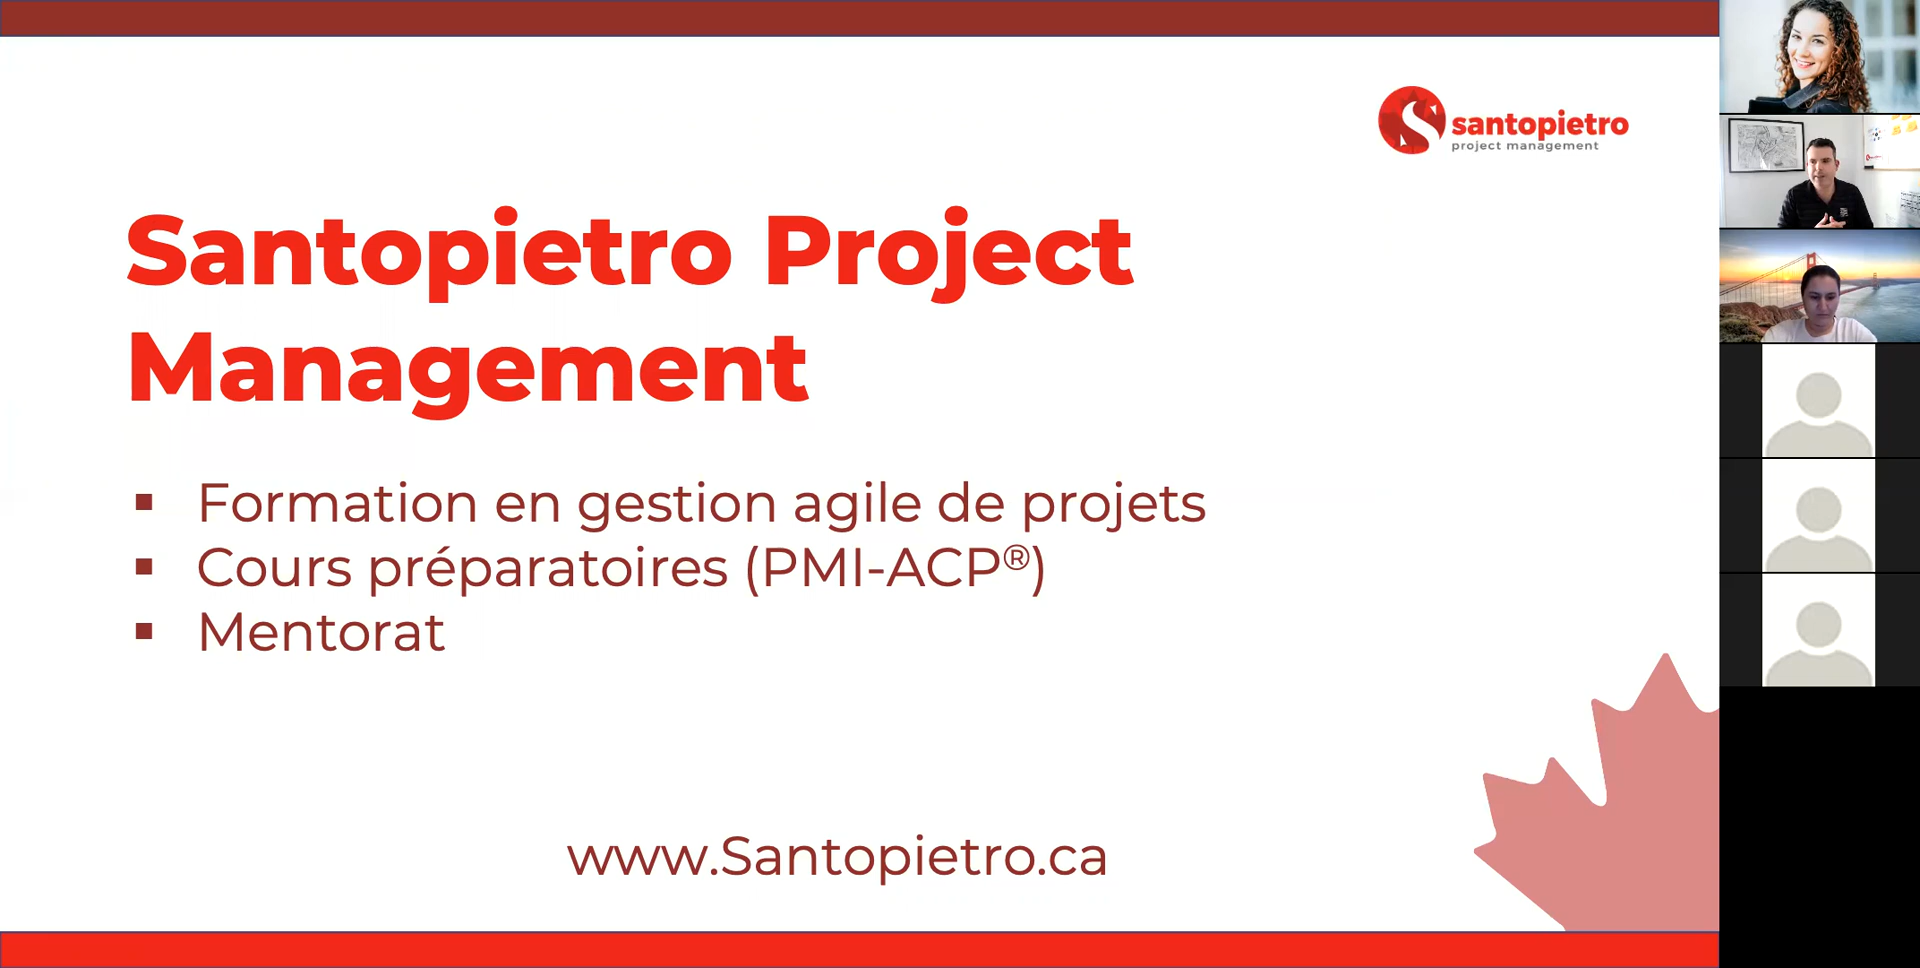 santopietro
project management
Santopietro Project
Management
▪ Formation en gestion agile de projets
▪ Cours préparatoires (PMI-ACP®)
▪ Mentorat
www.Santopietro.ca